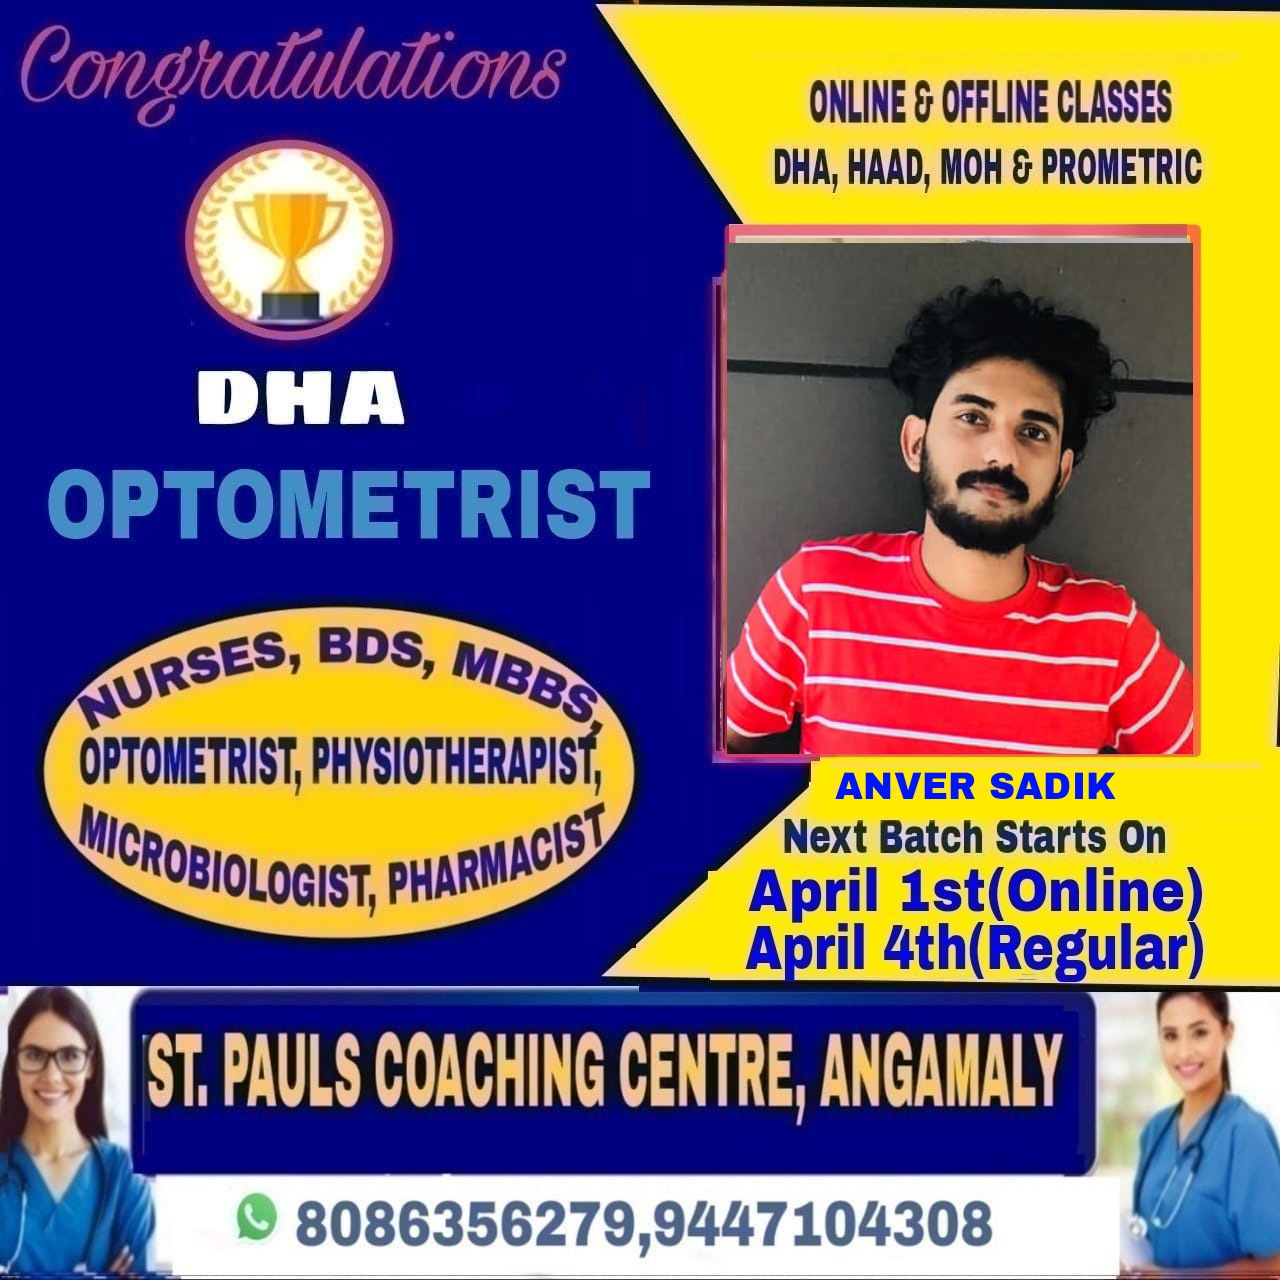 Congratulations
DHA
OPTOMETRIST
NURSES, BDS, MBBS,
OPTOMETRIST, PHYSIOTHERAPIST,
MICROBIOLOGIST, PHARMACIST
ONLINE & OFFLINE CLASSES
DHA, HAAD, MOH & PROMETRIC
ANVER SADIK
Next Batch Starts On
April 1st(Online)
April 4th(Regular)
ST. PAULS COACHING CENTRE, ANGAMALY
8086356279,9447104308